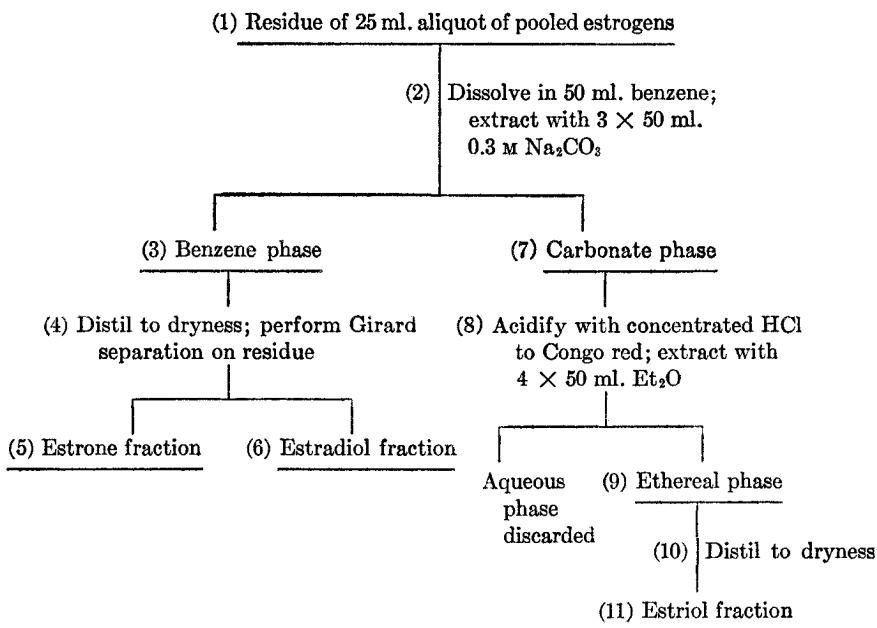 (1) Residue of 25 ml. aliquot of pooled estrogens
(2) Dissolve in 50 ml. benzene;
extract with 3 × 50 ml.
0.3 M Na₂CO₃
(3) Benzene phase
(7) Carbonate phase
(4) Distil to dryness; perform Girard
separation on residue
(8) Acidify with concentrated HCl
to Congo red; extract with
4 × 50 ml. Et₂O
(5) Estrone fraction
(6) Estradiol fraction
Aqueous
phase
discarded
(9) Ethereal phase
(10) Distil to dryness
(11) Estriol fraction